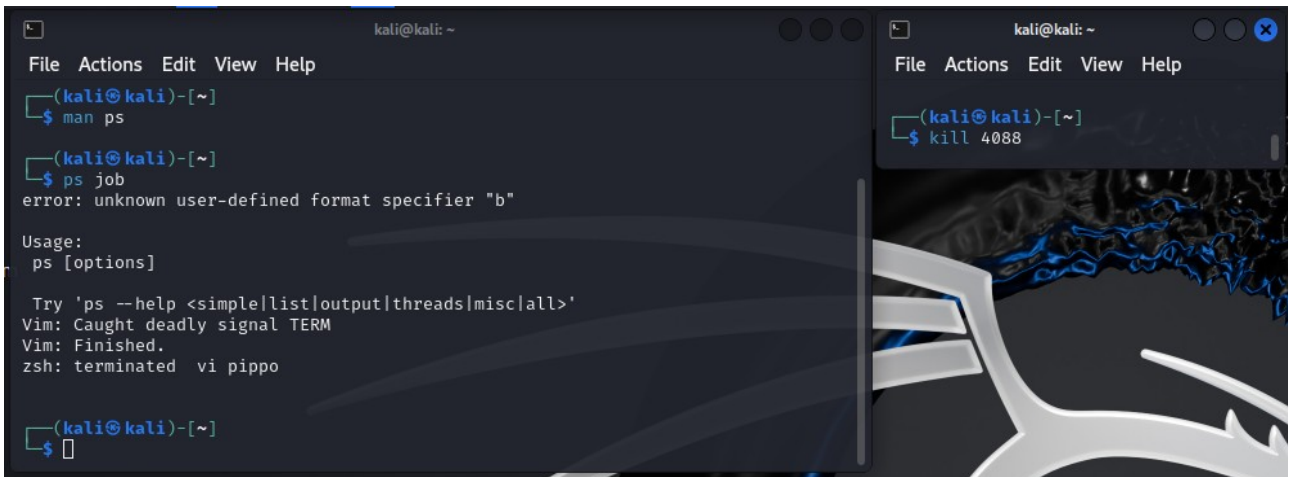 kali@kali: ~
File Actions Edit View Help
┌──(kali㉿kali)-[~]
└─$ man ps
┌──(kali㉿kali)-[~]
└─$ ps job
error: unknown user-defined format specifier "b"
Usage:
ps [options]
Try 'ps --help <simple|list|output|threads|misc|all>'
Vim: Caught deadly signal TERM
Vim: Finished.
zsh: terminated  vi pippo
┌──(kali㉿kali)-[~]
└─$
kali@kali: ~
File Actions Edit View Help
┌──(kali㉿kali)-[~]
└─$ kill 4088